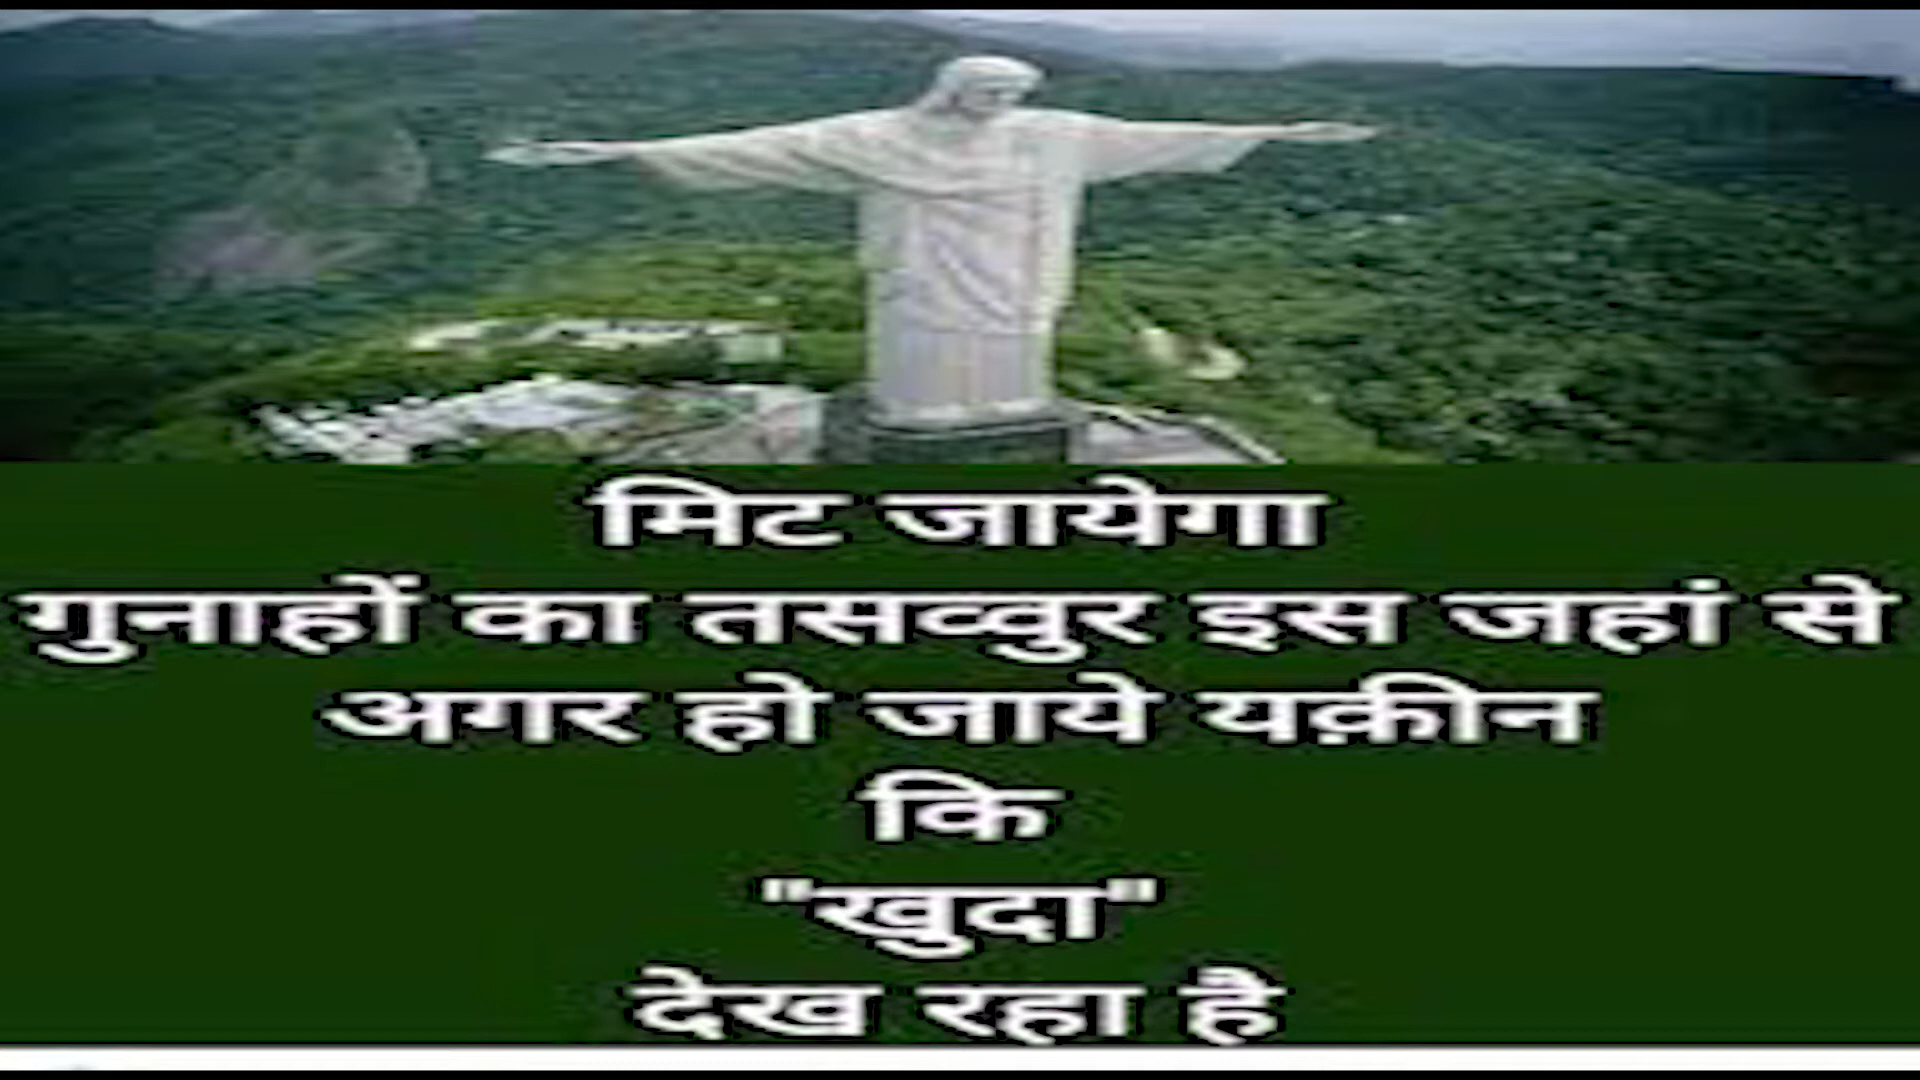 मिट जायेगा
गुनाहों का तसव्वुर इस जहां से
अगर हो जाये यक़ीन
कि
"खुदा"
देख रहा है